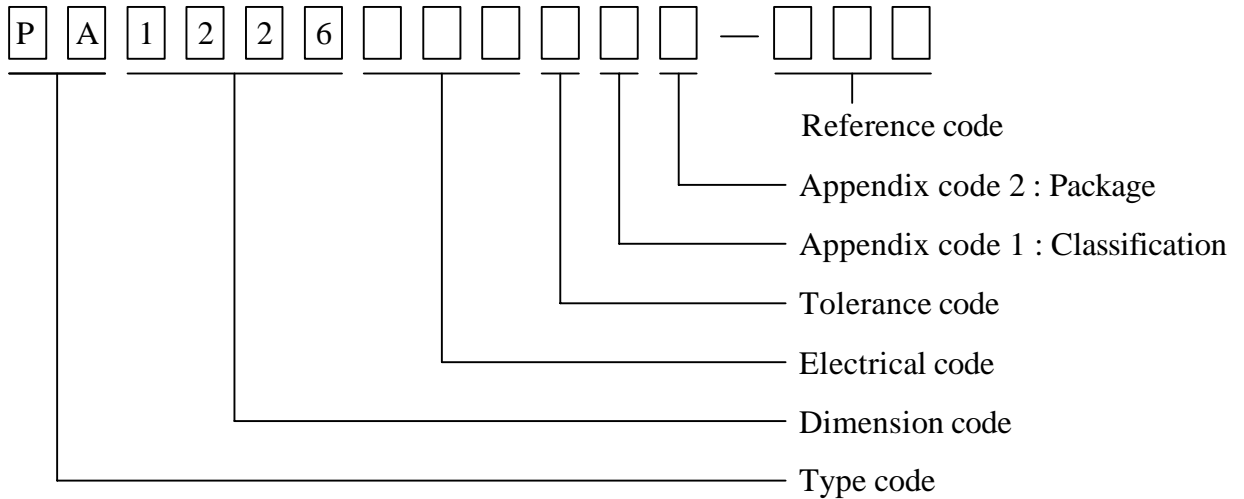 P A 1 2 2 6 —
Reference code
Appendix code 2 : Package
Appendix code 1 : Classification
Tolerance code
Electrical code
Dimension code
Type code